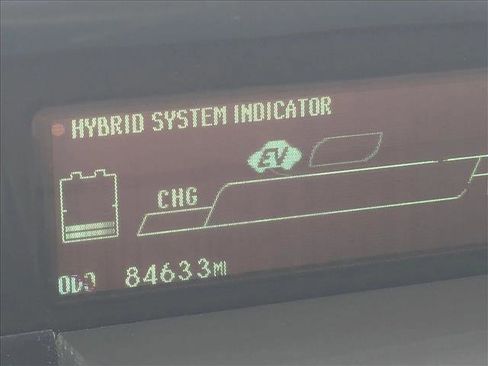 HYBRID SYSTEM INDICATOR
EV
CHG
ODO 84633MI